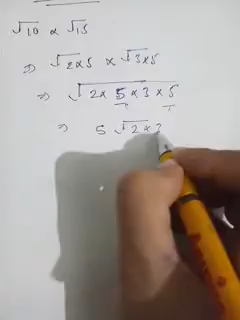 √10 × √15
⇒ √2×5 × √3×5
⇒ √2×5×3×5
⇒ 5 √2×3